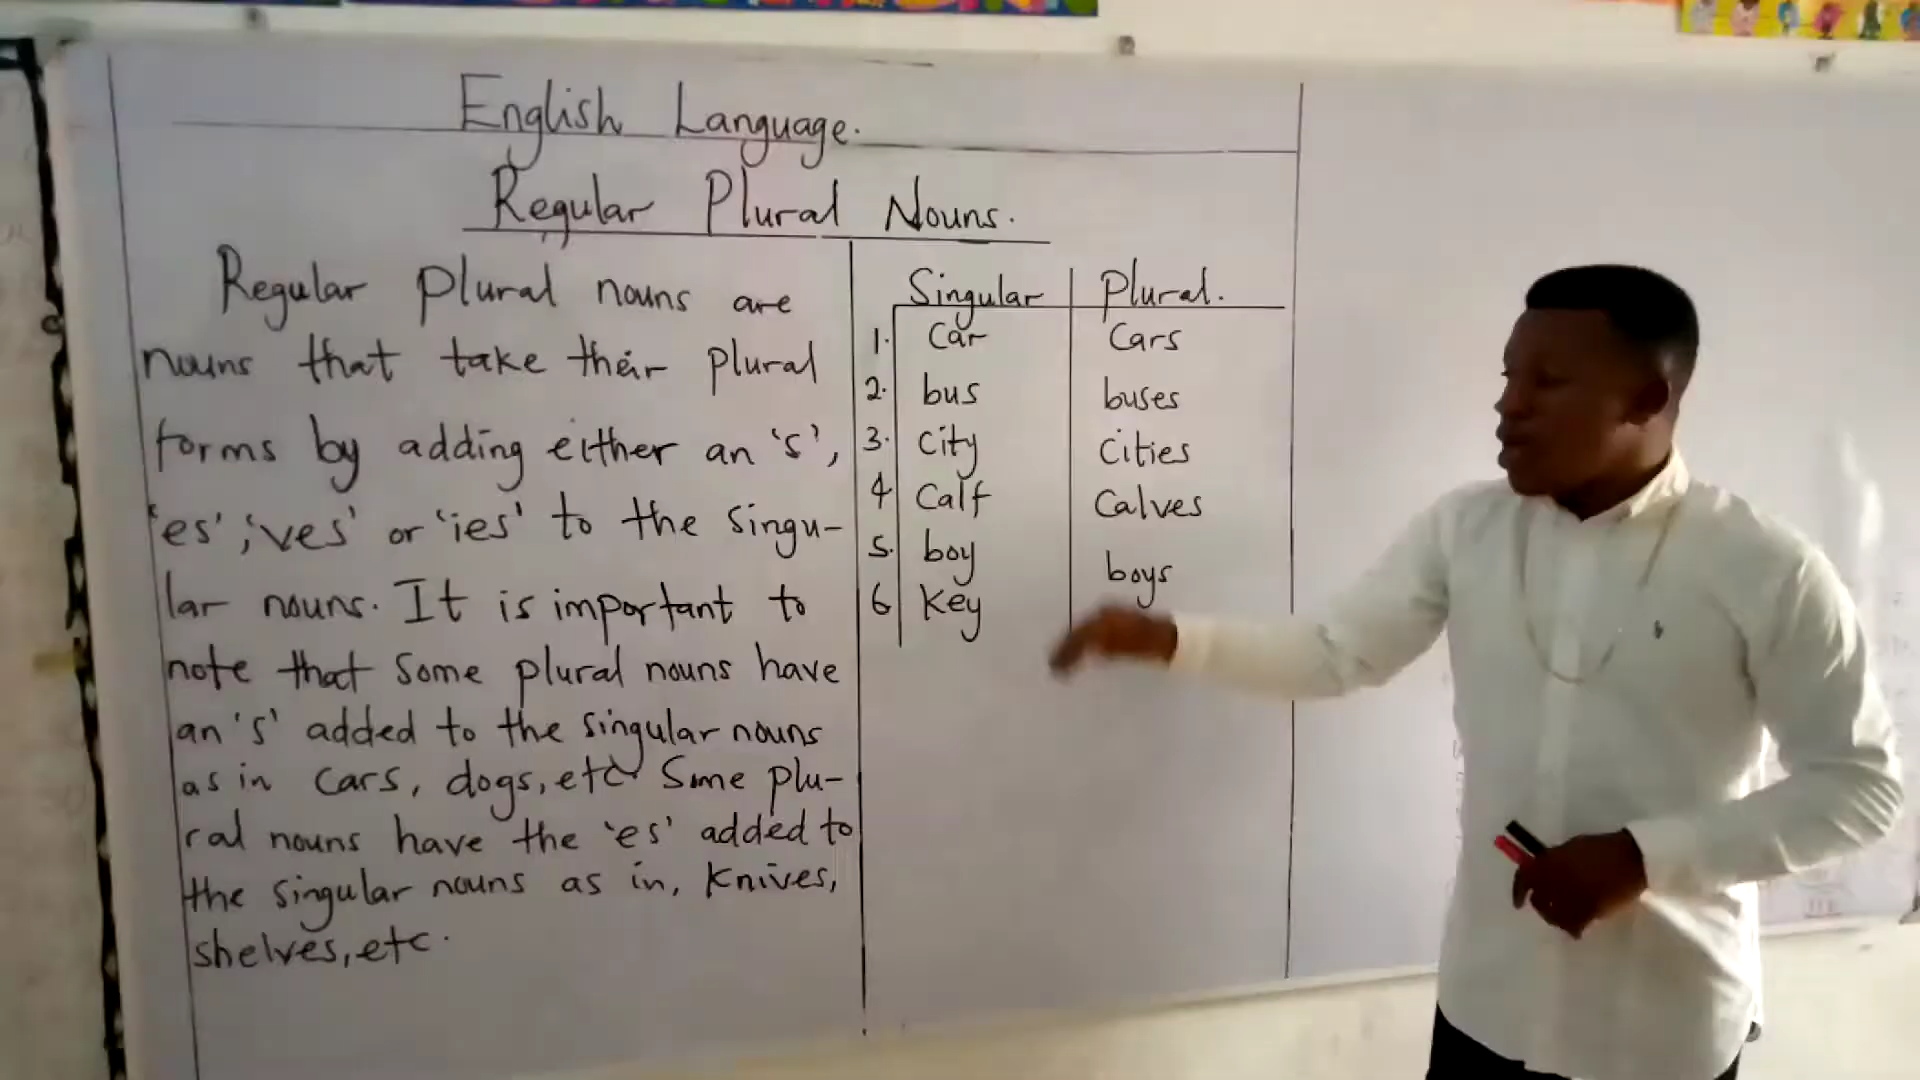 English Language.
Regular Plural Nouns.
Regular plural nouns are
nouns that take their plural
forms by adding either an 's',
'es', 'ves' or 'ies' to the singu-
lar nouns. It is important to
note that some plural nouns have
an 's' added to the singular nouns
as in cars, dogs, etc. Some plu-
ral nouns have the 'es' added to
the singular nouns as in, knives,
shelves, etc.
Singular Plural.
1. Car Cars
2. bus buses
3. City Cities
4 Calf Calves
5. boy boys
6 Key